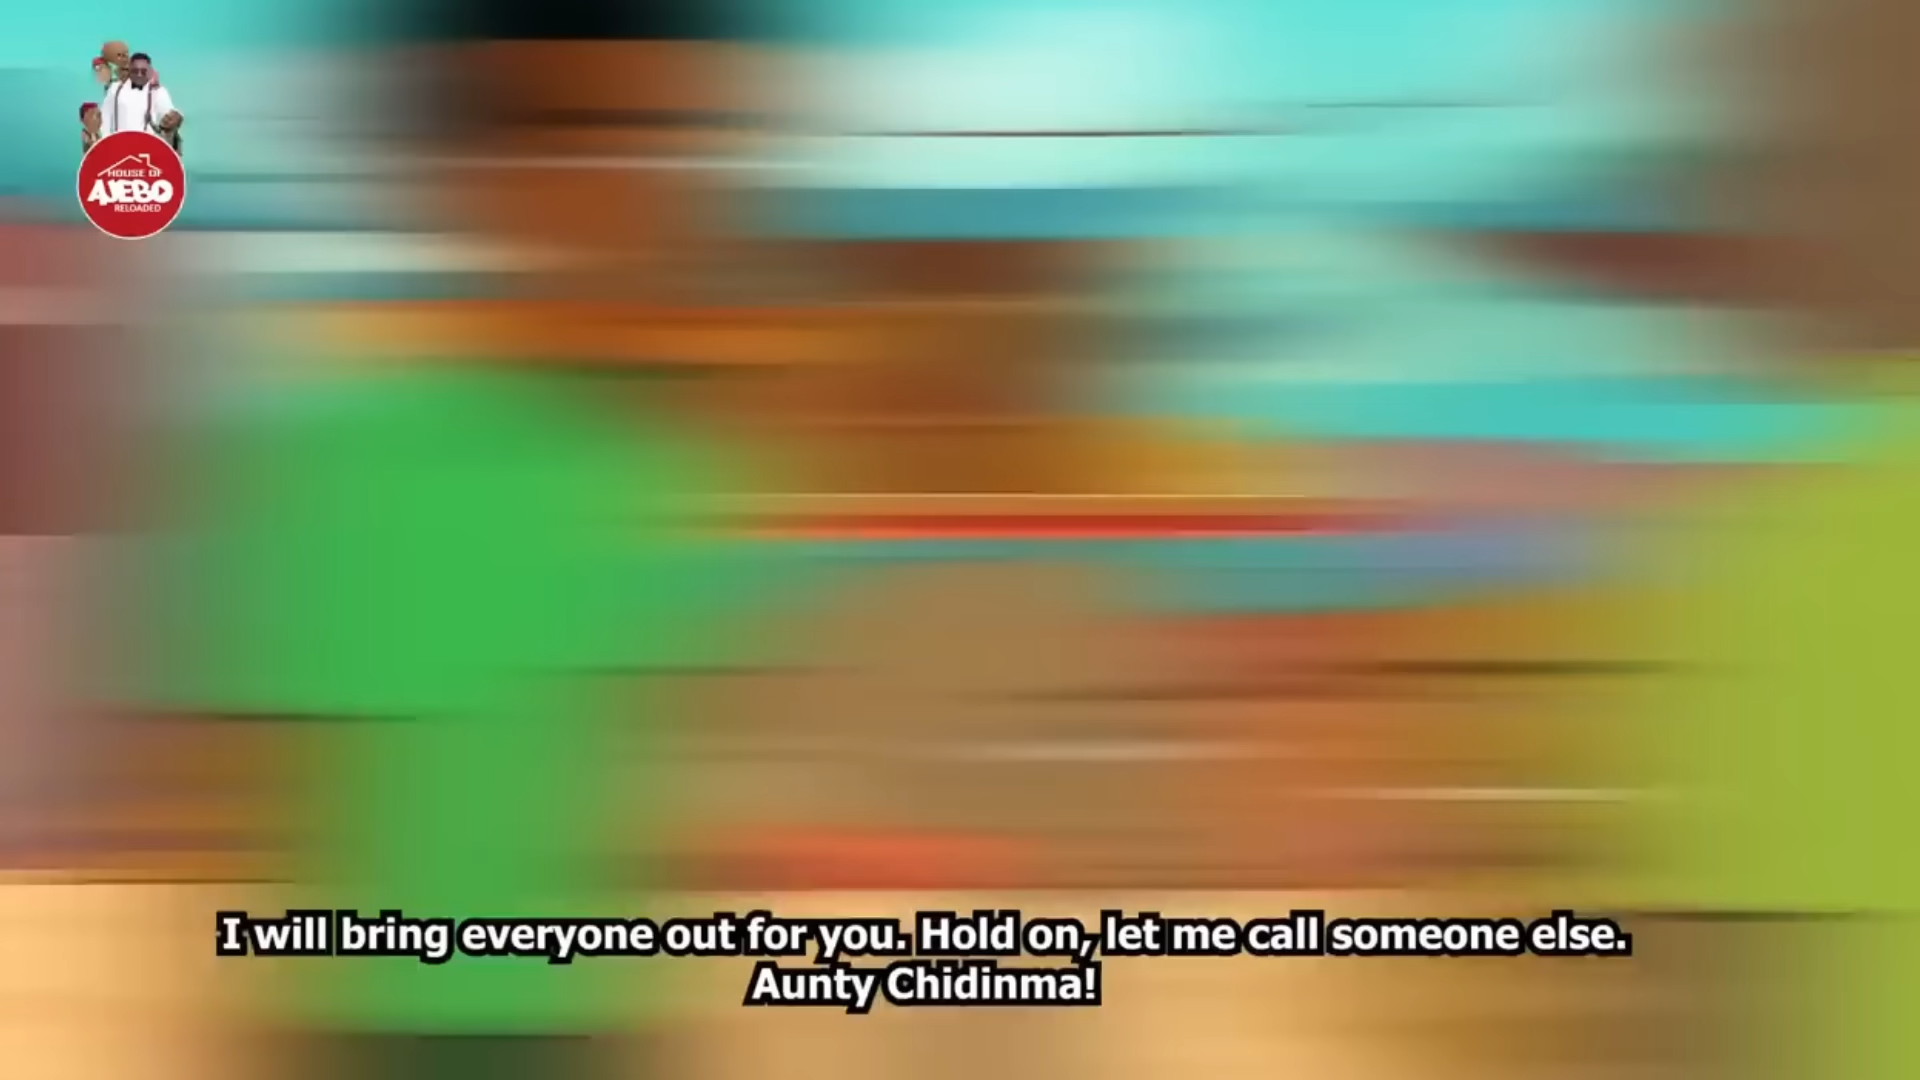 HOUSE OF
AJEBO
RELOADED
I will bring everyone out for you. Hold on, let me call someone else.
Aunty Chidinma!